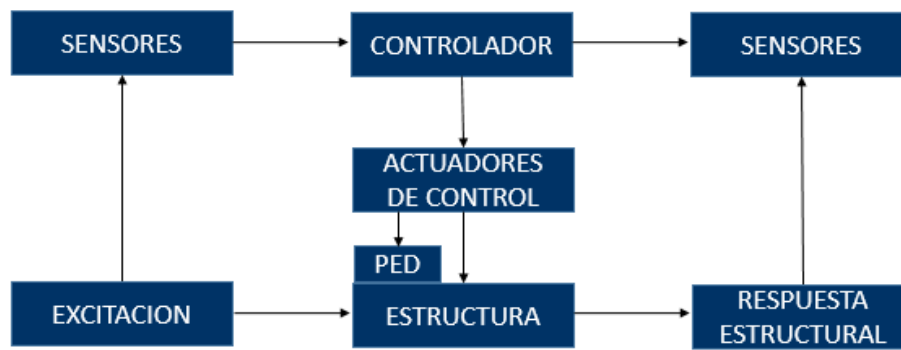 SENSORES
CONTROLADOR
SENSORES
ACTUADORES
DE CONTROL
PED
EXCITACION
ESTRUCTURA
RESPUESTA
ESTRUCTURAL